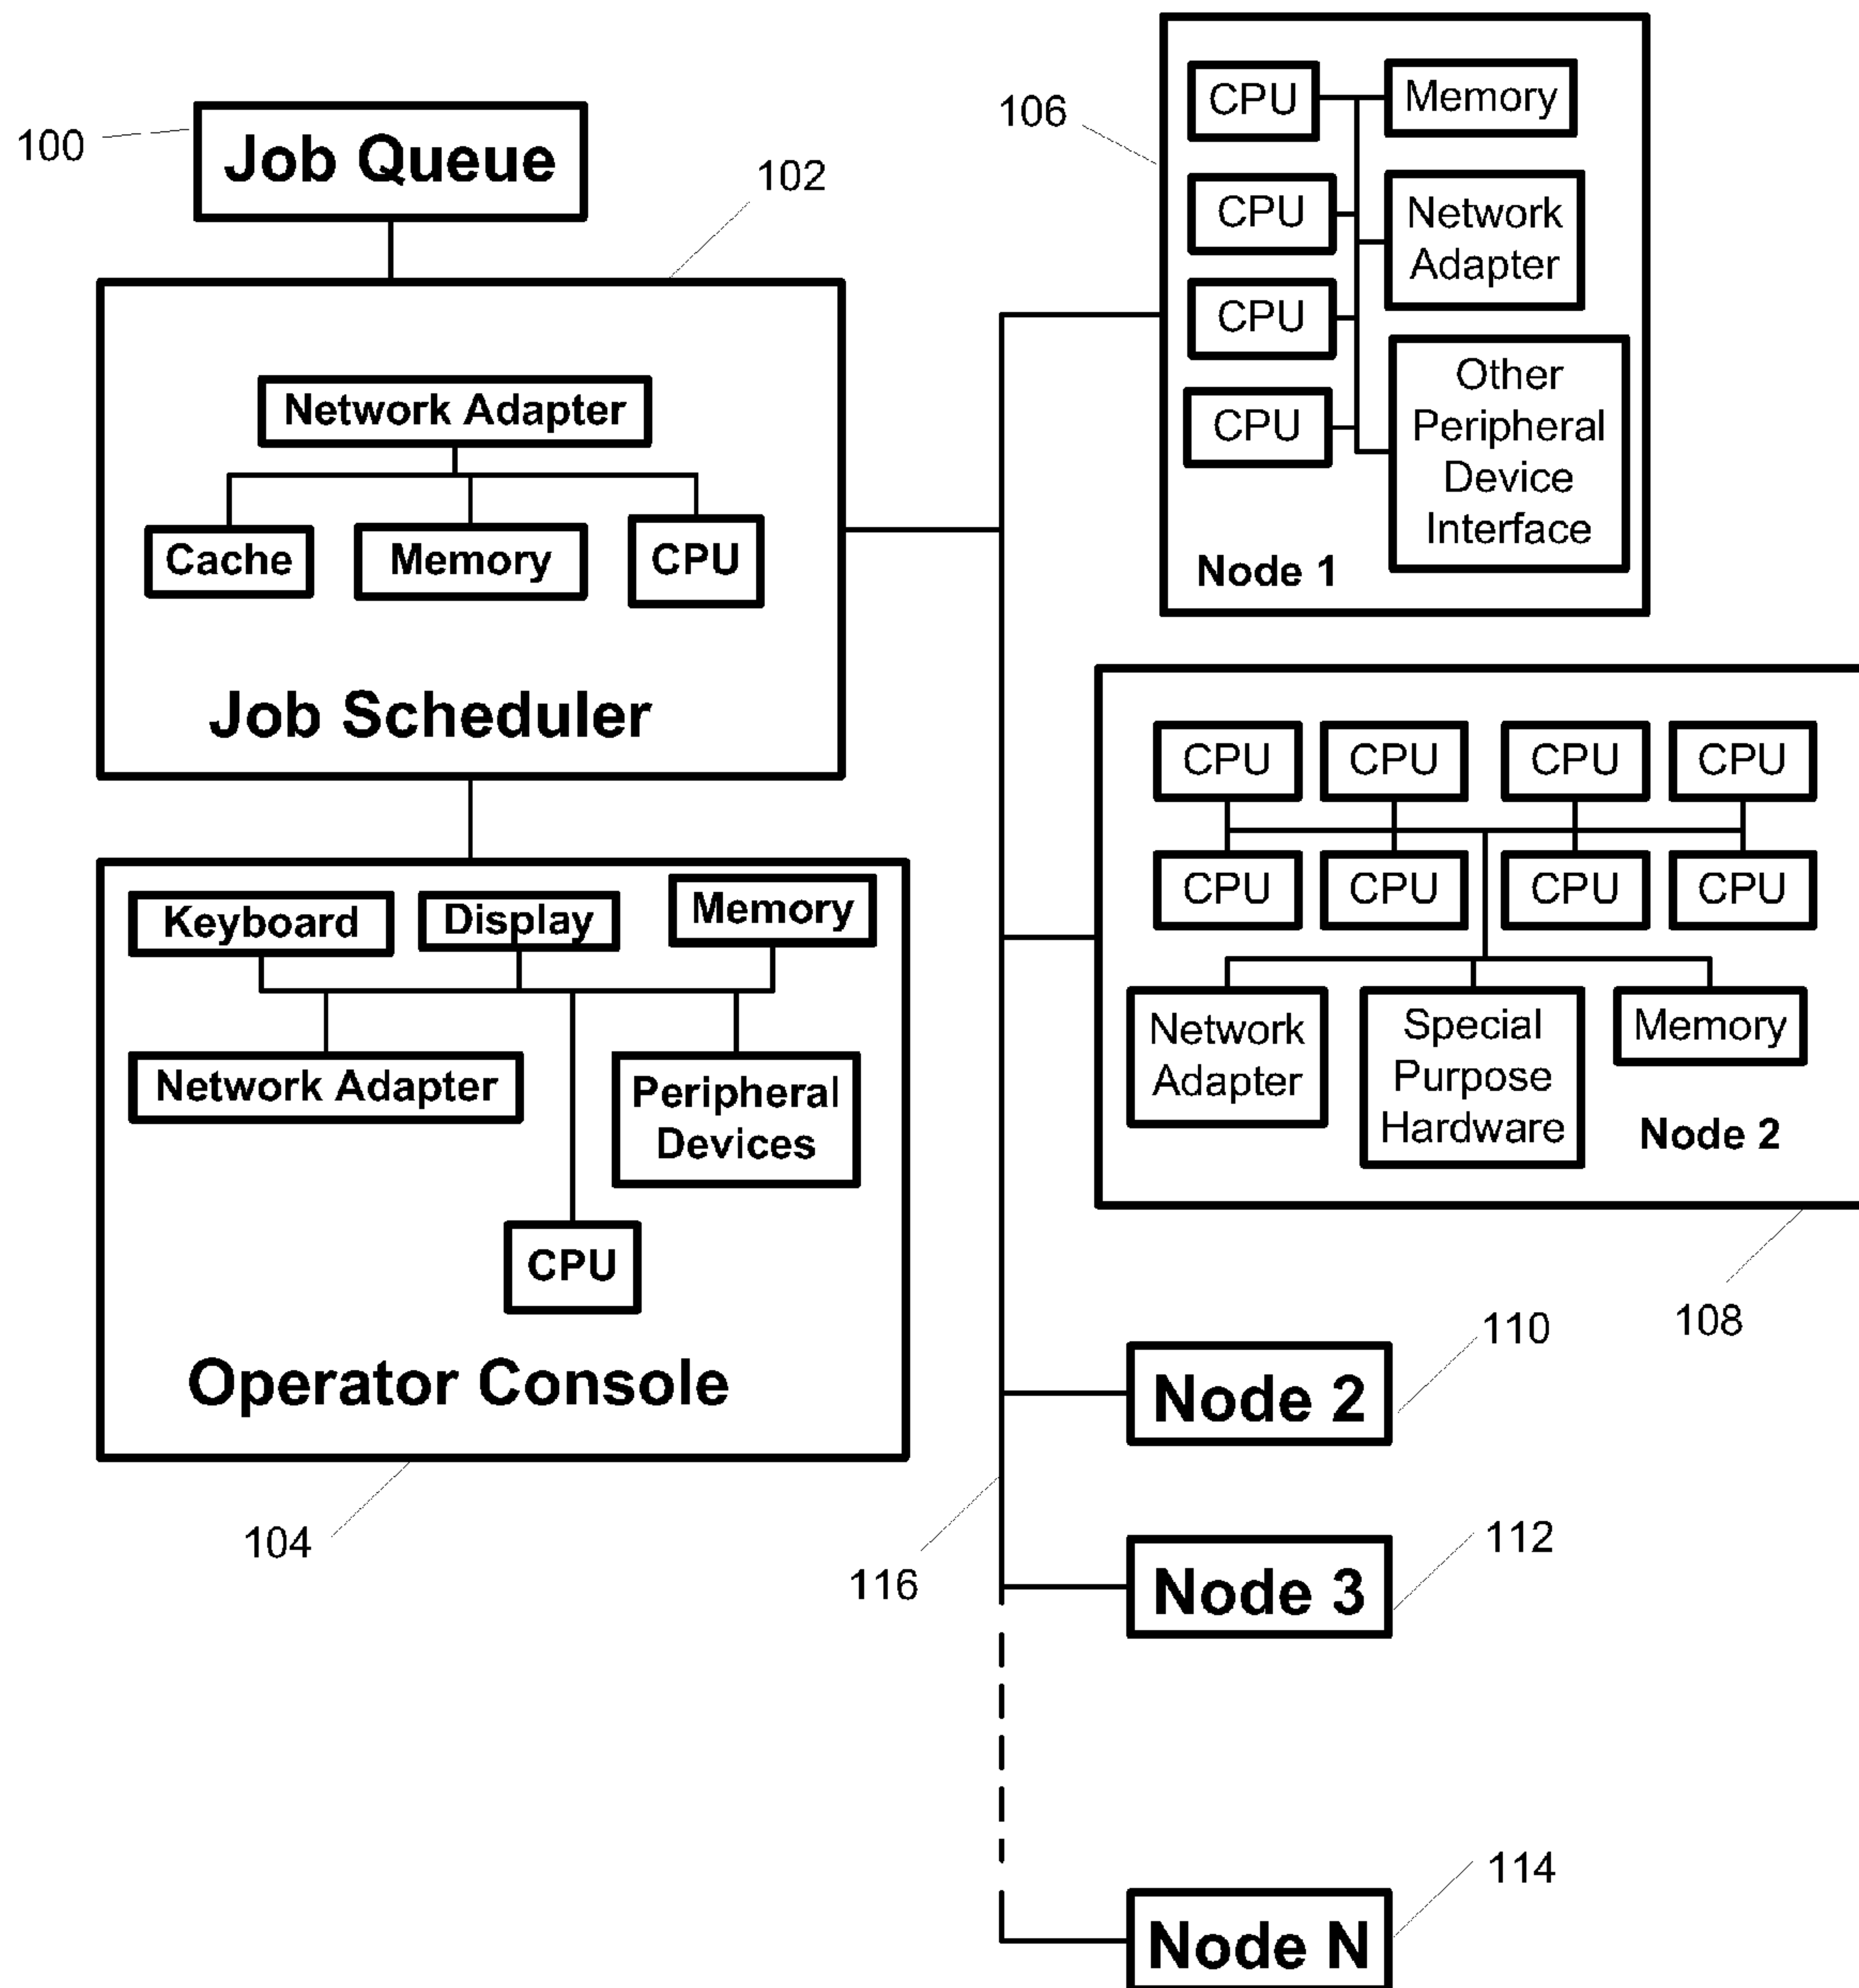 100
Job Queue
102
Network Adapter
Cache
Memory
CPU
Job Scheduler
Keyboard
Display
Memory
Network Adapter
Peripheral
Devices
CPU
Operator Console
104
106
CPU
Memory
CPU
Network
Adapter
CPU
CPU
Other
Peripheral
Device
Interface
Node 1
CPU
CPU
CPU
CPU
CPU
CPU
CPU
CPU
Network
Adapter
Special
Purpose
Hardware
Memory
Node 2
108
Node 2
110
116
Node 3
112
Node N
114